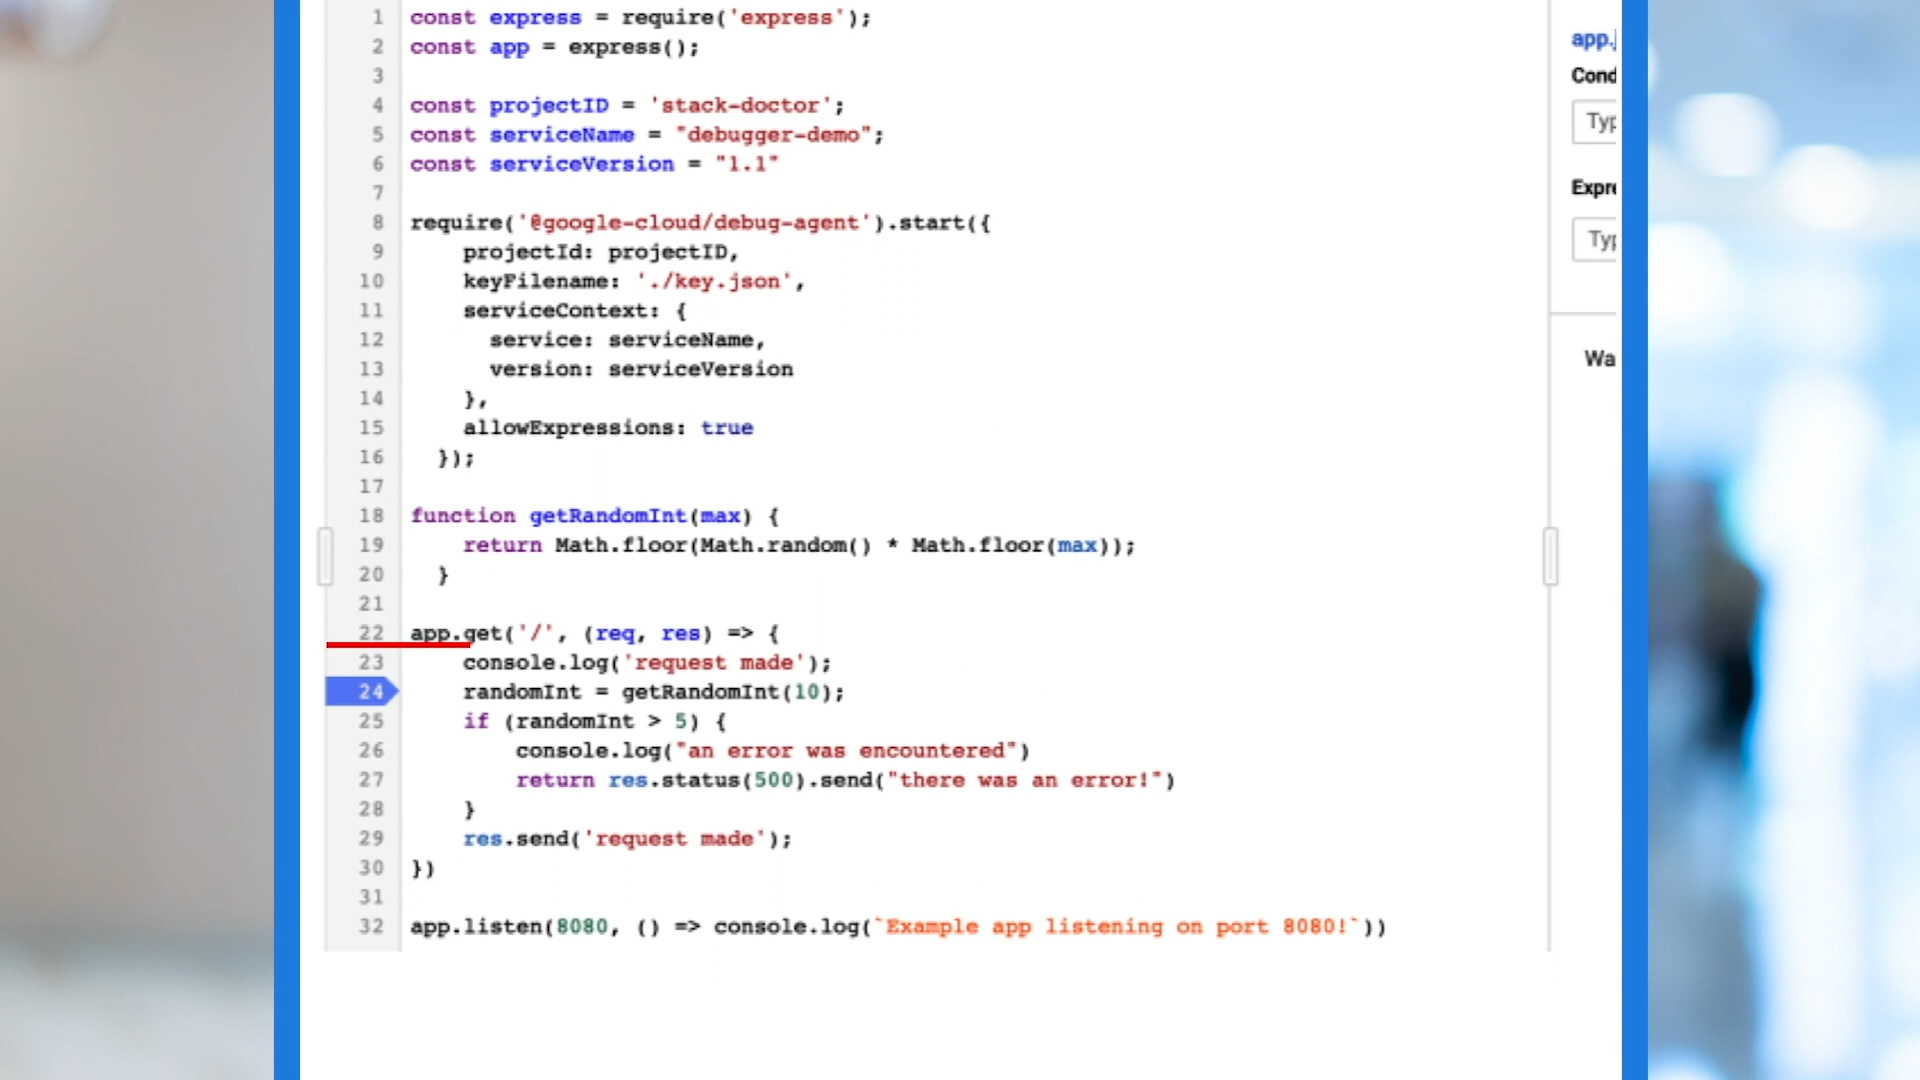 1 const express = require('express');
2 const app = express();
3
4 const projectID = 'stack-doctor';
5 const serviceName = "debugger-demo";
6 const serviceVersion = "1.1"
7
8 require('@google-cloud/debug-agent').start({
9 projectId: projectID,
10 keyFilename: './key.json',
11 serviceContext: {
12 service: serviceName,
13 version: serviceVersion
14 },
15 allowExpressions: true
16 });
17
18 function getRandomInt(max) {
19 return Math.floor(Math.random() * Math.floor(max));
20 }
21
22 app.get('/', (req, res) => {
23 console.log('request made');
24 randomInt = getRandomInt(10);
25 if (randomInt > 5) {
26 console.log("an error was encountered")
27 return res.status(500).send("there was an error!")
28 }
29 res.send('request made');
30 })
31
32 app.listen(8080, () => console.log(`Example app listening on port 8080!`))
app.j
Cond
Typ
Expre
Typ
Wa